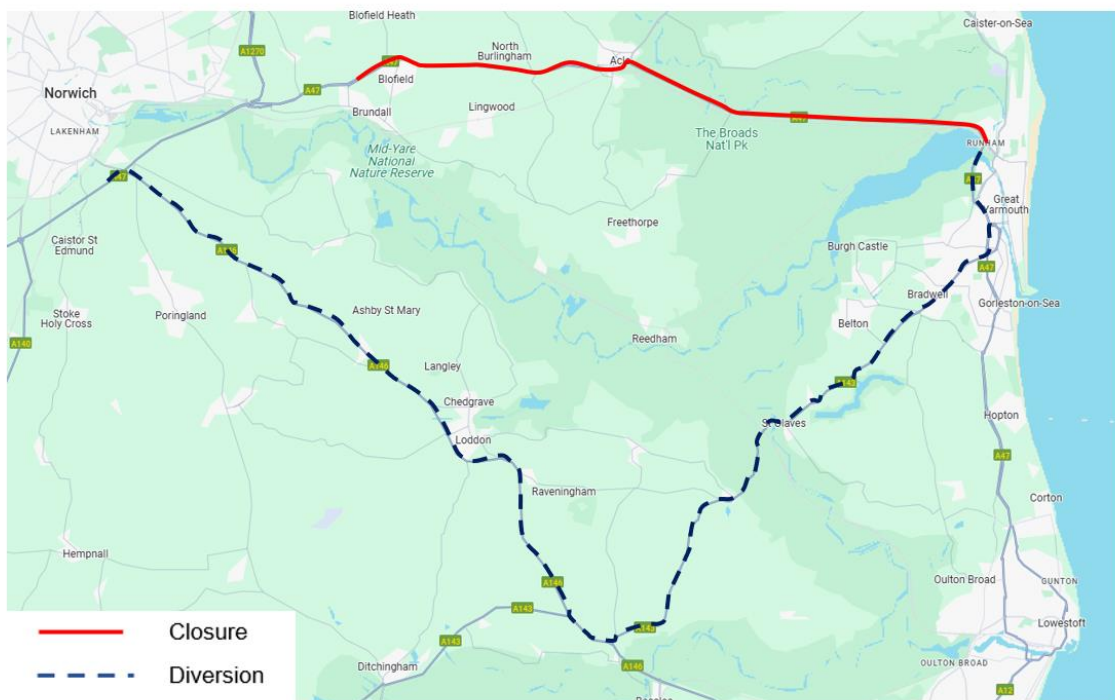 Blofield Heath
Caister-on-Sea
A1270
North
Burlingham
Acle
A47
Blofield
A47
Norwich
Brundall
Lingwood
A47
LAKENHAM
The Broads
Nat'l Pk
RUNHAM
Mid-Yare
National
Nature Reserve
A47
A47
Great
Yarmouth
Freethorpe
Caistor St
Edmund
A146
Burgh Castle
A47
Bradwell
Gorleston-on-Sea
Stoke
Holy Cross
Poringland
Ashby St Mary
Belton
Reedham
A140
A146
Langley
A143
Chedgrave
Hopton
St Olaves
Loddon
A47
Raveningham
Corton
Hempnall
A146
Oulton Broad
GUNTON
A143
A143
Lowestoft
Closure
A143
Ditchingham
A146
OULTON BROAD
Diversion
A12
Beccles